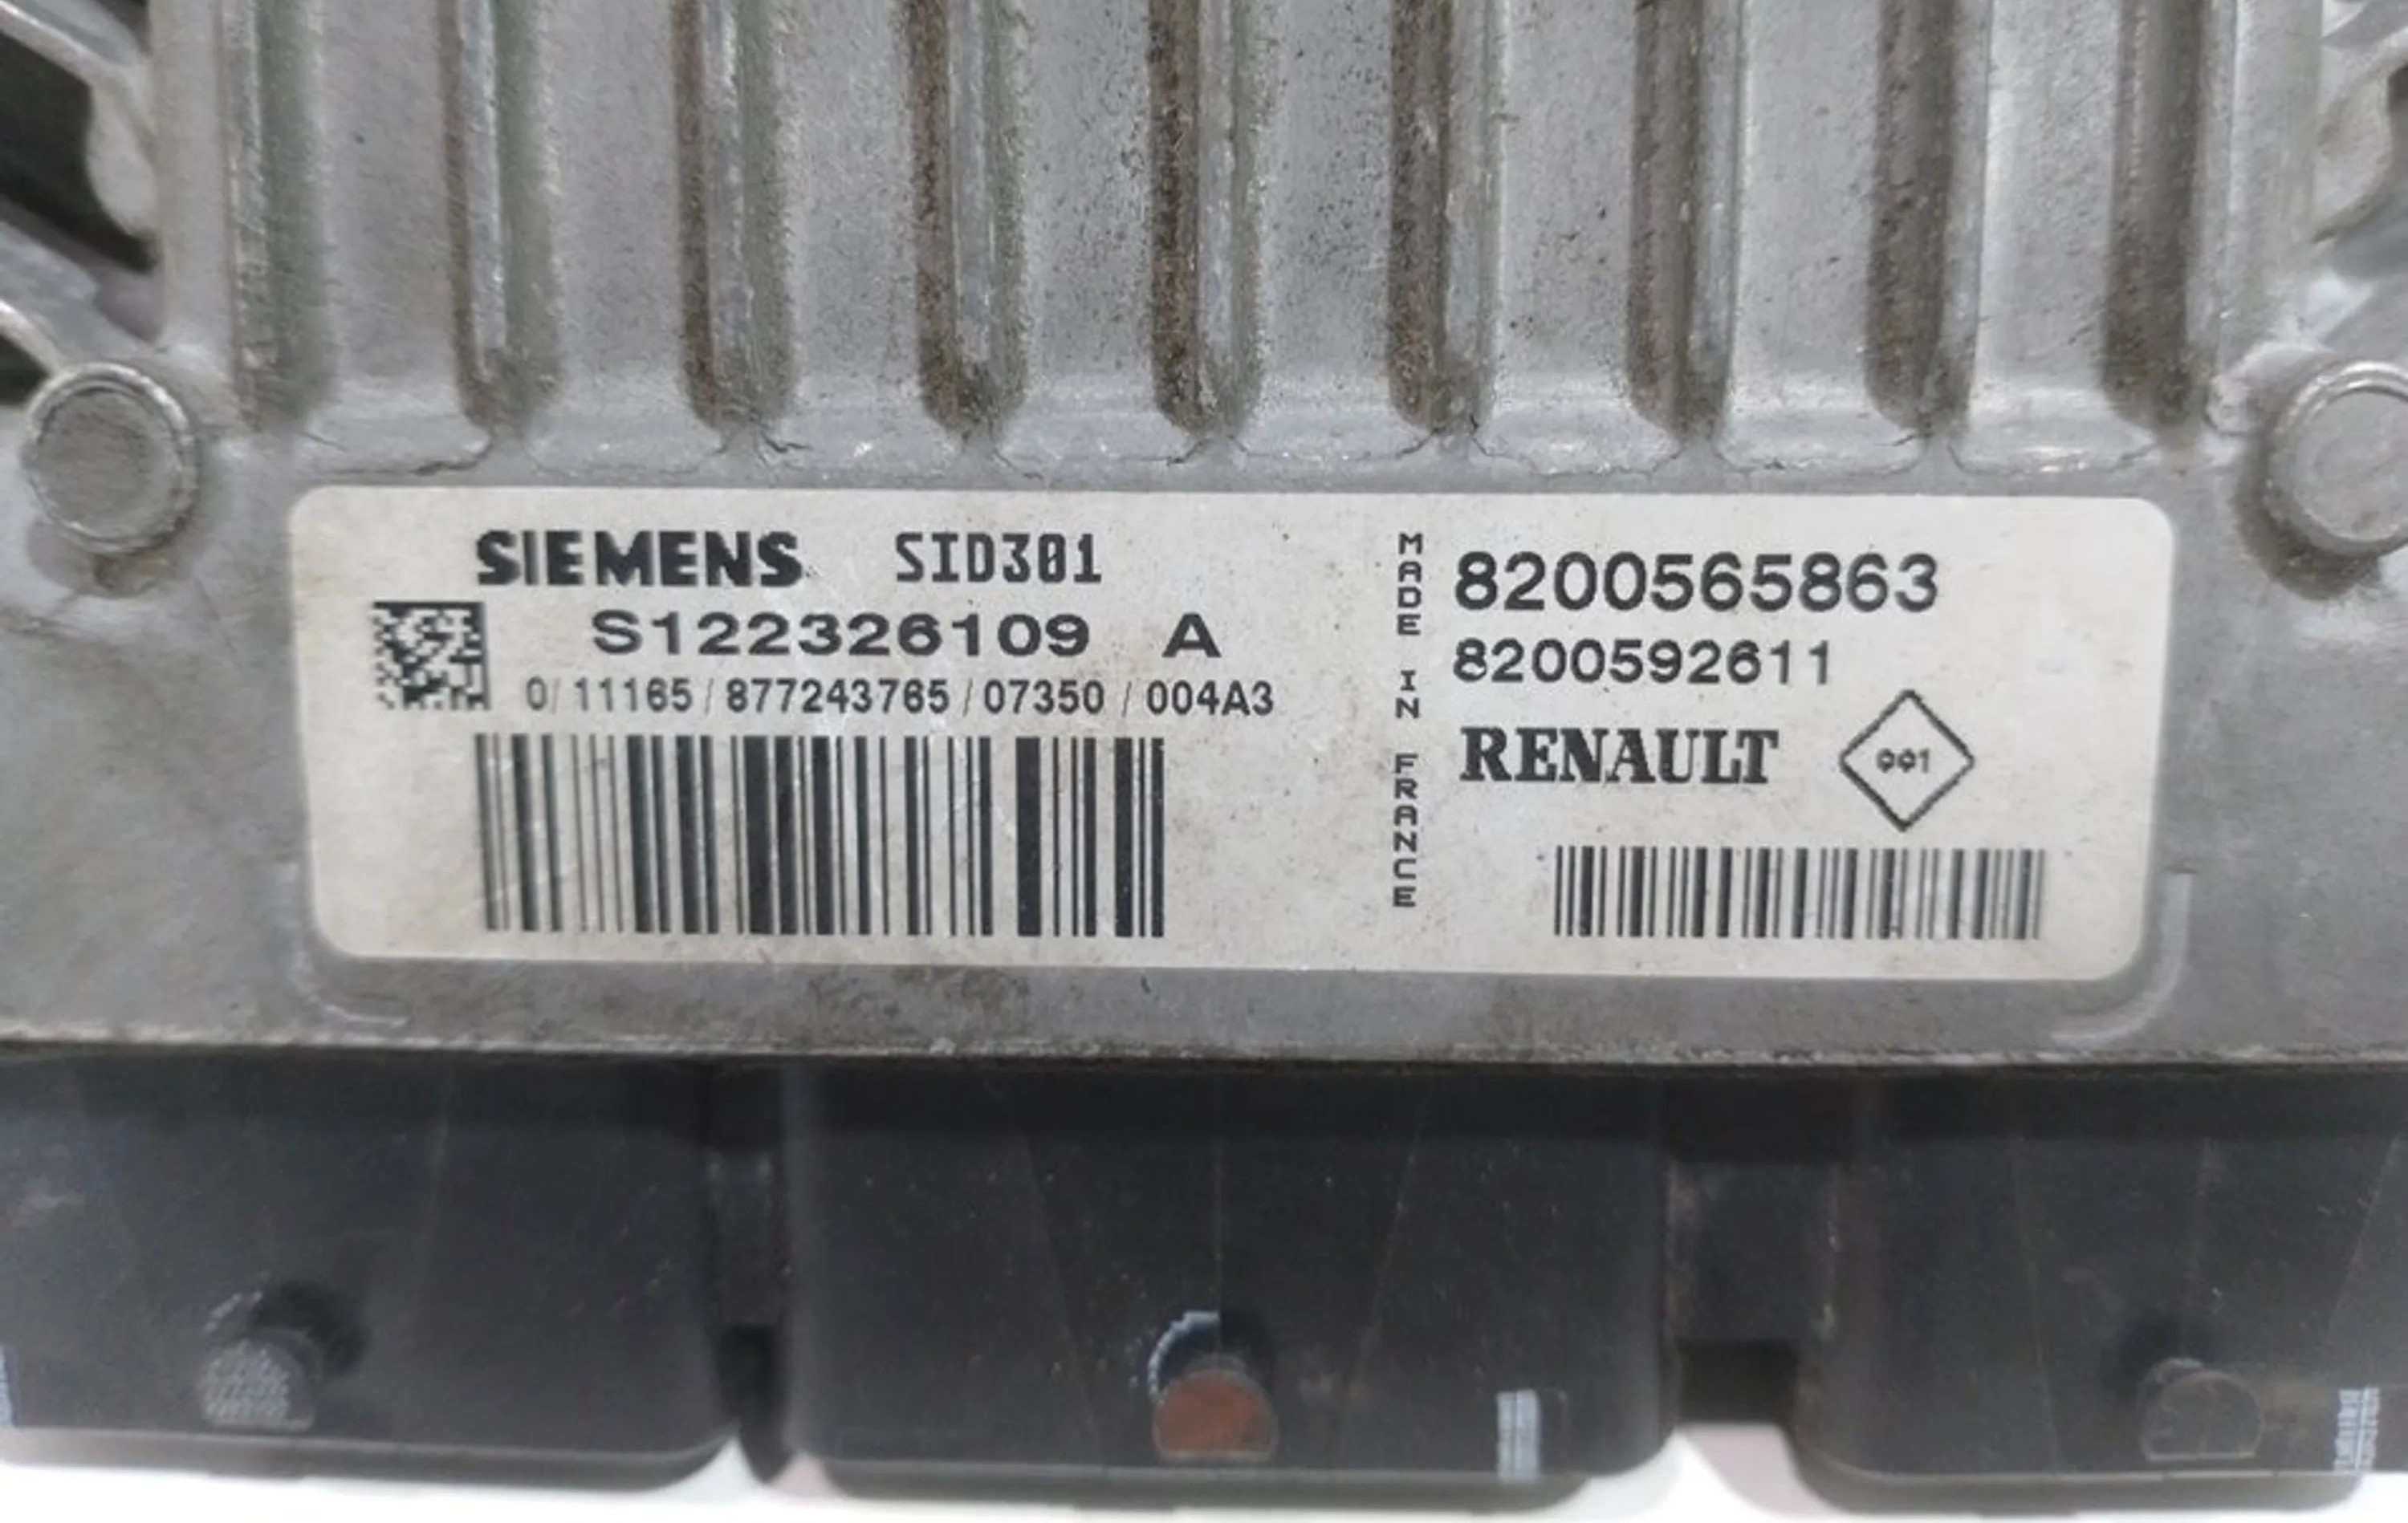 SIEMENS SID301
S122326109 A
0/11165/877243765/07350/004A3
MADE IN FRANCE
8200565863
8200592611
RENAULT
001